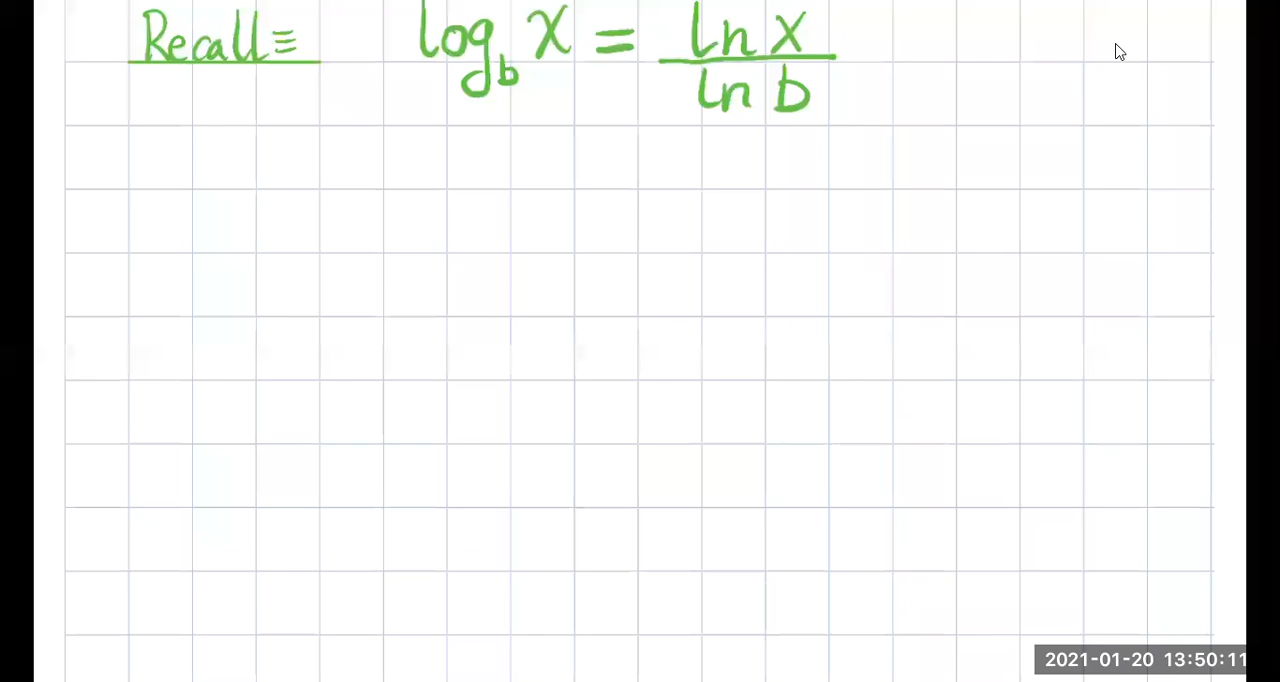 Recall≡ log_b x = ln x / ln b
2021-01-20 13:50:11